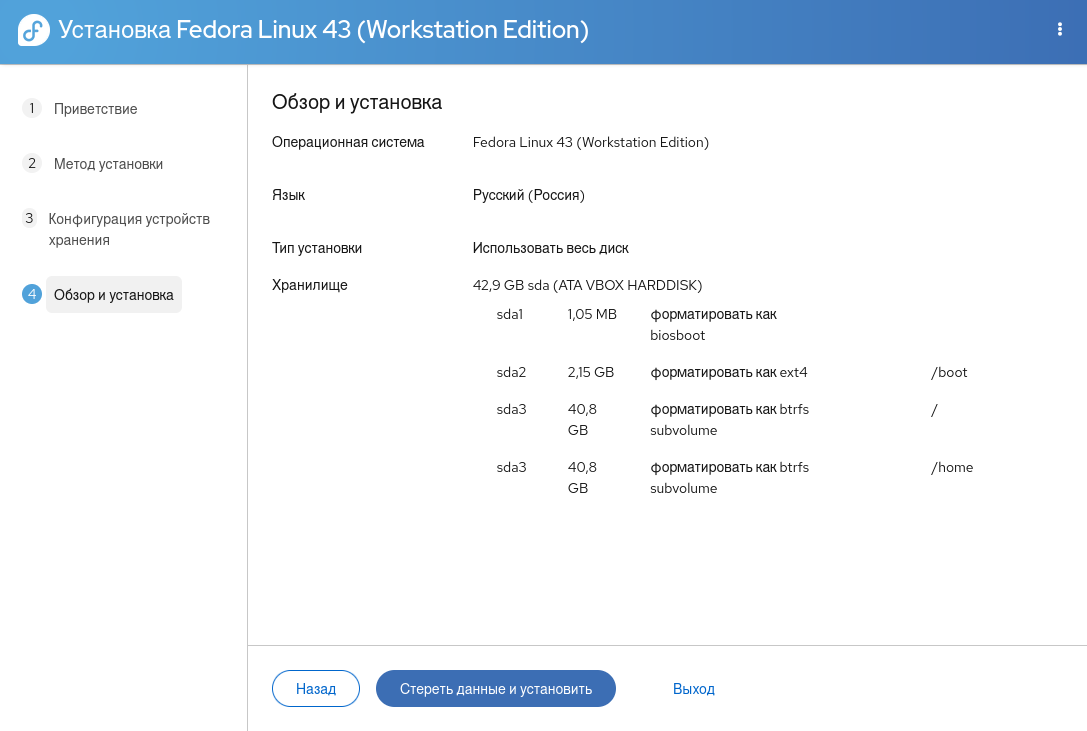 Установка Fedora Linux 43 (Workstation Edition)
1 Приветствие
2 Метод установки
3 Конфигурация устройств
хранения
4 Обзор и установка
Обзор и установка
Операционная система Fedora Linux 43 (Workstation Edition)
Язык Русский (Россия)
Тип установки Использовать весь диск
Хранилище 42,9 GB sda (ATA VBOX HARDDISK)
sda1 1,05 MB форматировать как
biosboot
sda2 2,15 GB форматировать как ext4 /boot
sda3 40,8 форматировать как btrfs /
GB subvolume
sda3 40,8 форматировать как btrfs /home
GB subvolume
Назад Стереть данные и установить Выход